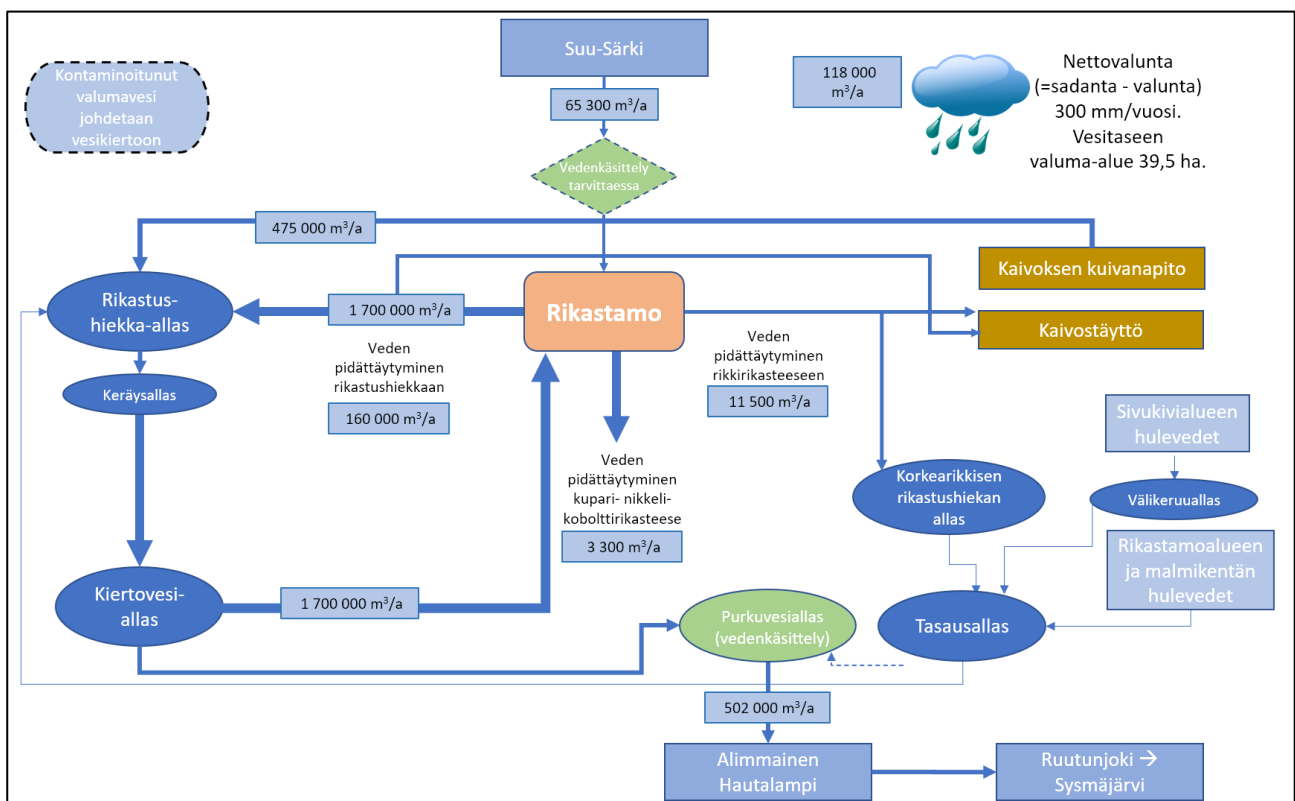 Suu-Särki
Kontaminoitunut
valumavesi
johdetaan
vesikiertoon
118 000
m³/a
Nettovalunta
(=sadanta - valunta)
300 mm/vuosi.
Vesitaseen
valuma-alue 39,5 ha.
65 300 m³/a
Vedenkäsittely
tarvittaessa
475 000 m³/a
Kaivoksen kuivanapito
Rikastus-
hiekka-allas
1 700 000 m³/a
Rikastamo
Kaivostäyttö
Veden
pidättäytyminen
rikastushiekkaan
160 000 m³/a
Veden
pidättäytyminen
rikkirikasteeseen
11 500 m³/a
Keräysallas
Sivukivialueen
hulevedet
Veden
pidättäytyminen
kupari- nikkeli-
kobolttirikasteese
3 300 m³/a
Korkearikkisen
rikastushiekan
allas
Välikeruuallas
Rikastamoalueen
ja malmikentän
hulevedet
Kiertovesi-
allas
1 700 000 m³/a
Purkuvesiallas
(vedenkäsittely)
Tasausallas
502 000 m³/a
Alimmainen
Hautalampi
Ruutunjoki →
Sysmäjärvi